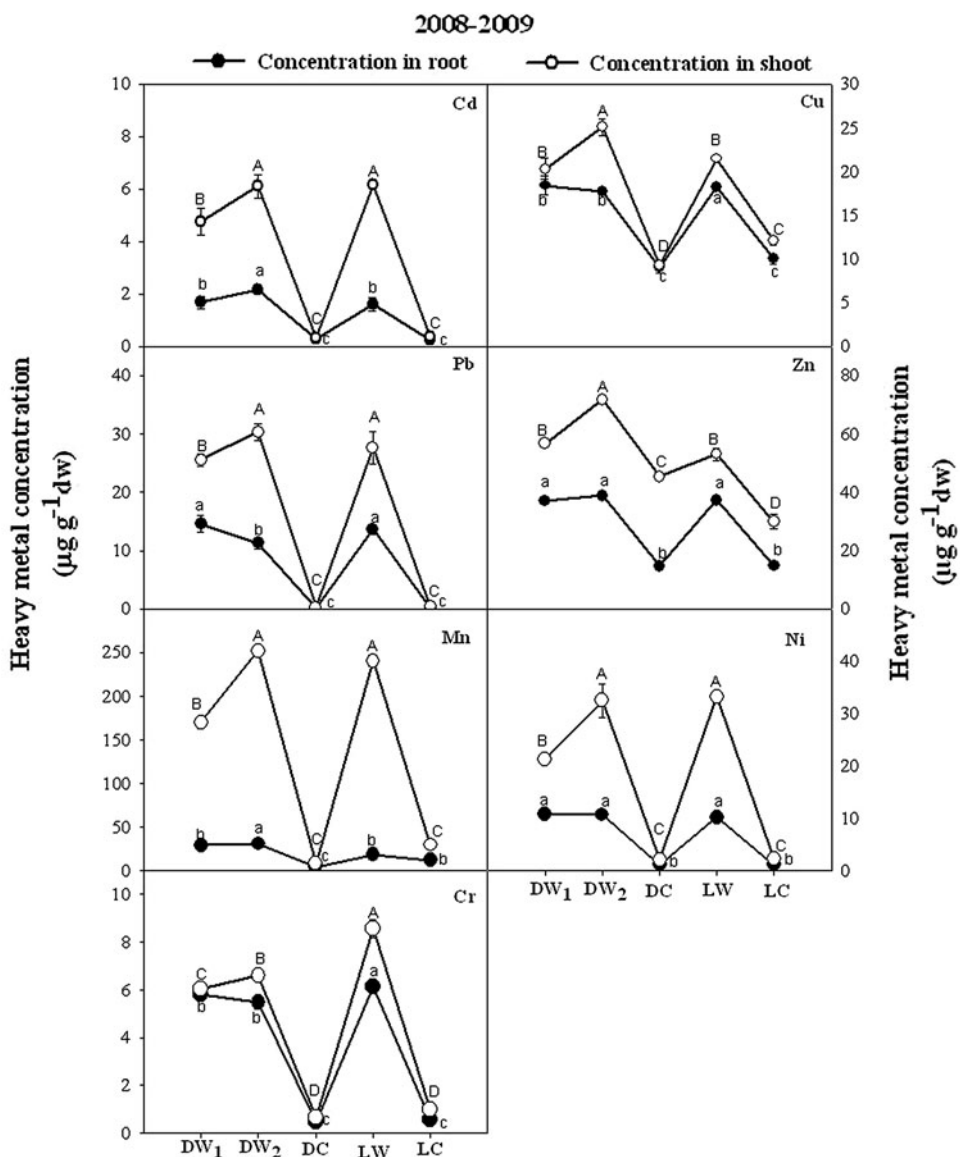 2008-2009
Concentration in root Concentration in shoot
Heavy metal concentration
(µg g⁻¹dw)
Cd
10
8
6
4
2
0
B A C A C
b a c b c
Cu
30
25
20
15
10
5
0
B A D B C
b b c a c
Pb
40
30
20
10
0
B A C A C
a b c a c
Zn
80
60
40
20
0
B A C B D
a a b a b
Mn
250
200
150
100
50
0
B A C A C
b a c b b
Ni
40
30
20
10
0
B A C A C
a a b a b
DW₁ DW₂ DC LW LC
Cr
10
8
6
4
2
0
C B D A D
b b c a c
DW₁ DW₂ DC LW LC
Heavy metal concentration
(µg g⁻¹dw)